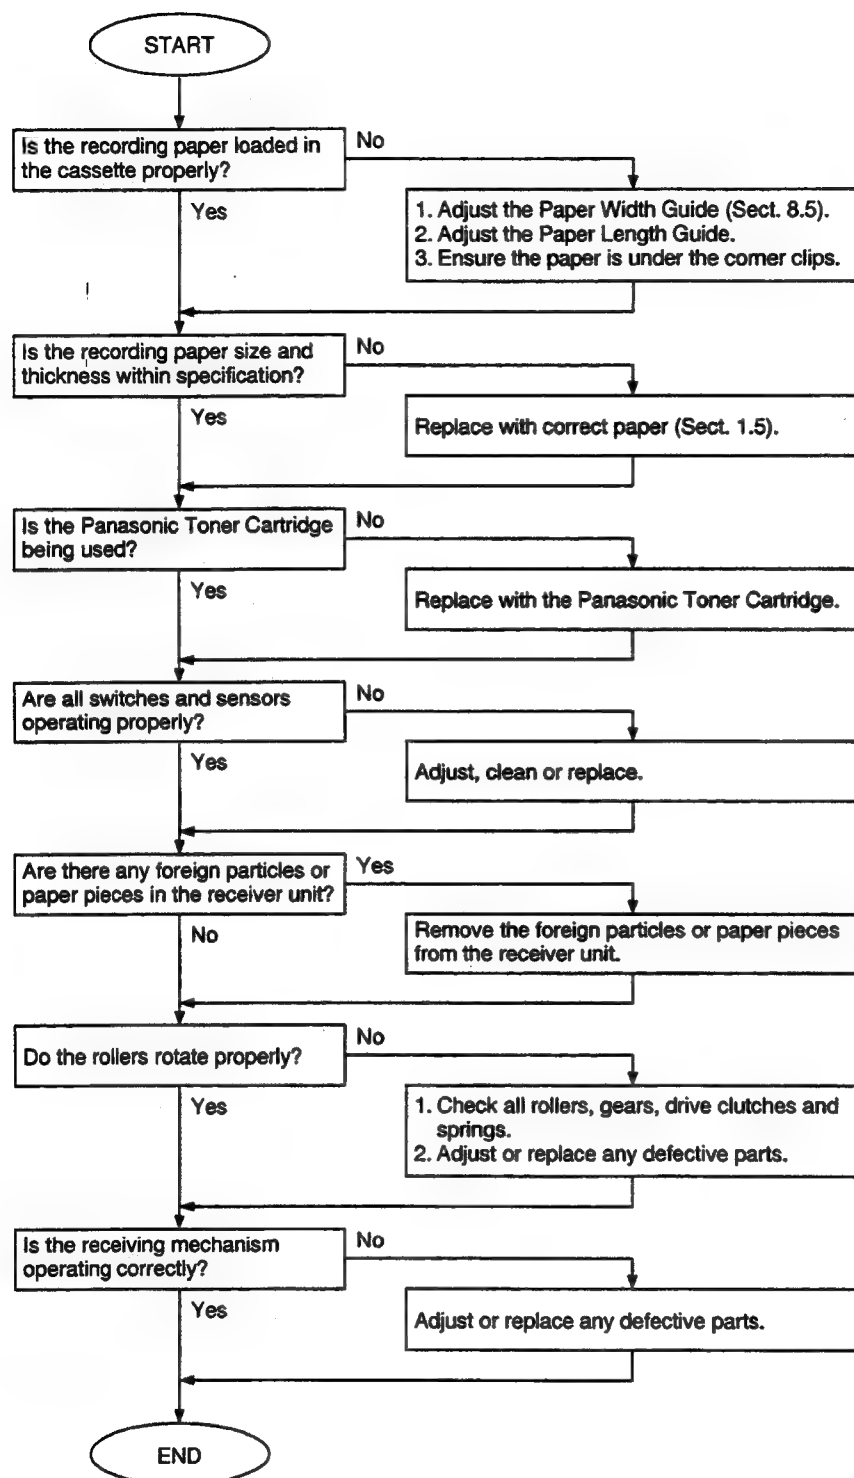 START
Is the recording paper loaded in
the cassette properly?
No
Yes
1. Adjust the Paper Width Guide (Sect. 8.5).
2. Adjust the Paper Length Guide.
3. Ensure the paper is under the corner clips.
Is the recording paper size and
thickness within specification?
No
Yes
Replace with correct paper (Sect. 1.5).
Is the Panasonic Toner Cartridge
being used?
No
Yes
Replace with the Panasonic Toner Cartridge.
Are all switches and sensors
operating properly?
No
Yes
Adjust, clean or replace.
Are there any foreign particles or
paper pieces in the receiver unit?
Yes
No
Remove the foreign particles or paper pieces
from the receiver unit.
Do the rollers rotate properly?
No
Yes
1. Check all rollers, gears, drive clutches and
springs.
2. Adjust or replace any defective parts.
Is the receiving mechanism
operating correctly?
No
Yes
Adjust or replace any defective parts.
END